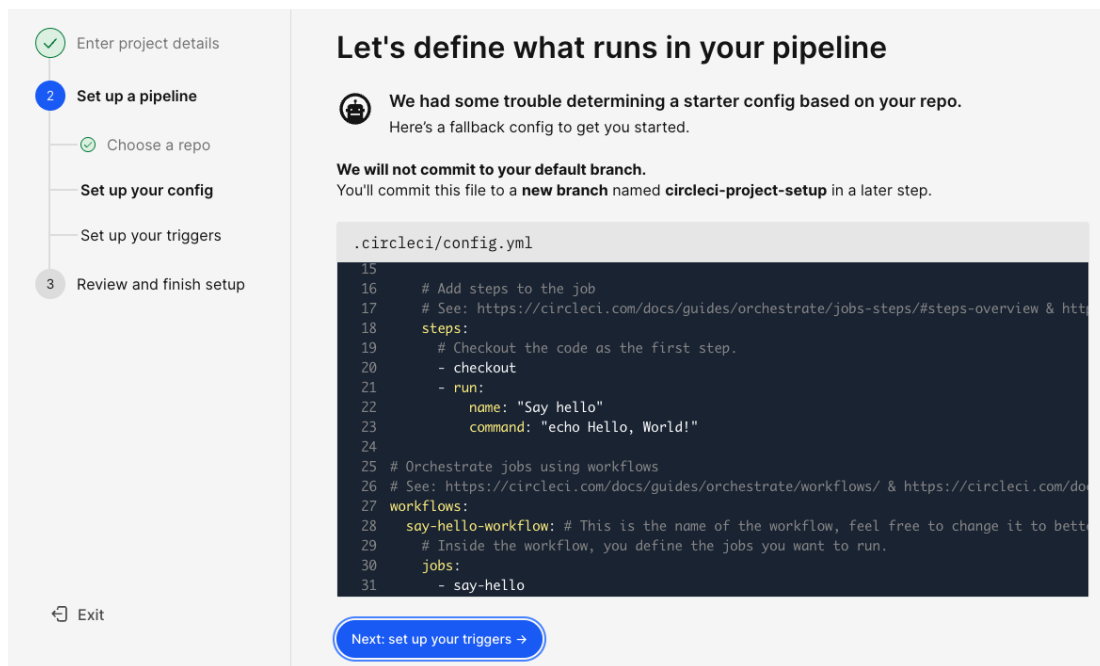 Enter project details
2 Set up a pipeline
Choose a repo
Set up your config
Set up your triggers
3 Review and finish setup
Exit
Let's define what runs in your pipeline
We had some trouble determining a starter config based on your repo.
Here's a fallback config to get you started.
We will not commit to your default branch.
You'll commit this file to a new branch named circleci-project-setup in a later step.
.circleci/config.yml
15
16 # Add steps to the job
17 # See: https://circleci.com/docs/guides/orchestrate/jobs-steps/#steps-overview &
18 steps:
19 # Checkout the code as the first step.
20 - checkout
21 - run:
22 name: "Say hello"
23 command: "echo Hello, World!"
24
25 # Orchestrate jobs using workflows
26 # See: https://circleci.com/docs/guides/orchestrate/workflows/ &
27 workflows:
28 say-hello-workflow: # This is the name of the workflow, feel free to change it to
29 # Inside the workflow, you define the jobs you want to run.
30 jobs:
31 - say-hello
Next: set up your triggers →